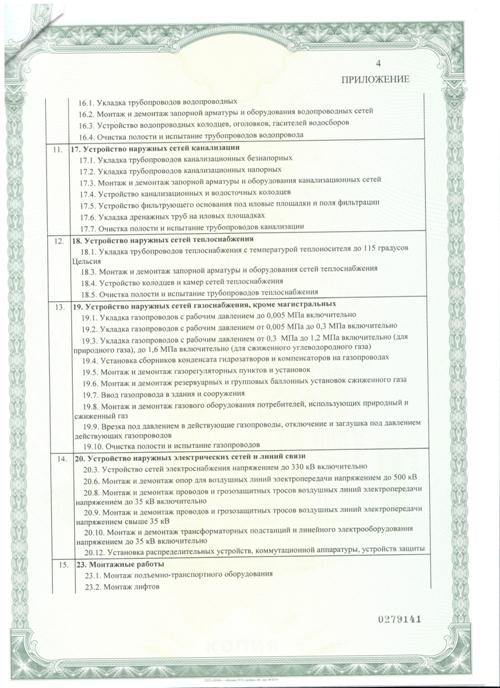 4
ПРИЛОЖЕНИЕ
16.1. Укладка трубопроводов водопроводных
16.2. Монтаж и демонтаж запорной арматуры и оборудования водопроводных сетей
16.3. Устройство водопроводных колодцев, оголовков, гасителей водосборов
16.4. Очистка полости и испытание трубопроводов водопровода
11. 17. Устройство наружных сетей канализации
17.1. Укладка трубопроводов канализационных безнапорных
17.2. Укладка трубопроводов канализационных напорных
17.3. Монтаж и демонтаж запорной арматуры и оборудования канализационных сетей
17.4. Устройство канализационных и водосточных колодцев
17.5. Устройство фильтрующего основания под иловые площадки и поля фильтрации
17.6. Укладка дренажных труб на иловых площадках
17.7. Очистка полости и испытание трубопроводов канализации
12. 18. Устройство наружных сетей теплоснабжения
18.1. Укладка трубопроводов теплоснабжения с температурой теплоносителя до 115 градусов
Цельсия
18.3. Монтаж и демонтаж запорной арматуры и оборудования сетей теплоснабжения
18.4. Устройство колодцев и камер сетей теплоснабжения
18.5. Очистка полости и испытание трубопроводов теплоснабжения
13. 19. Устройство наружных сетей газоснабжения, кроме магистральных
19.1. Укладка газопроводов с рабочим давлением до 0,005 МПа включительно
19.2. Укладка газопроводов с рабочим давлением от 0,005 МПа до 0,3 МПа включительно
19.3. Укладка газопроводов с рабочим давлением от 0,3 МПа до 1,2 МПа включительно (для
природного газа), до 1,6 МПа включительно (для сжиженного углеводородного газа)
19.4. Установка сборников конденсата гидрозатворов и компенсаторов на газопроводах
19.5. Монтаж и демонтаж газорегуляторных пунктов и установок
19.6. Монтаж и демонтаж резервуарных и групповых баллонных установок сжиженного газа
19.7. Ввод газопровода в здания и сооружения
19.8. Монтаж и демонтаж газового оборудования потребителей, использующих природный и
сжиженный газ
19.9. Врезка под давлением в действующие газопроводы, отключение и заглушка под давлением
действующих газопроводов
19.10. Очистка полости и испытание газопроводов
14. 20. Устройство наружных электрических сетей и линий связи
20.3. Устройство сетей электроснабжения напряжением до 330 кВ включительно
20.6. Монтаж и демонтаж опор для воздушных линий электропередачи напряжением до 500 кВ
20.8. Монтаж и демонтаж проводов и грозозащитных тросов воздушных линий электропередачи
напряжением до 35 кВ включительно
20.9. Монтаж и демонтаж проводов и грозозащитных тросов воздушных линий электропередачи
напряжением свыше 35 кВ
20.10. Монтаж и демонтаж трансформаторных подстанций и линейного электрооборудования
напряжением до 35 кВ включительно
20.12. Установка распределительных устройств, коммутационной аппаратуры, устройств защиты
15. 23. Монтажные работы
23.1. Монтаж подъемно-транспортного оборудования
23.2. Монтаж лифтов
0279141
КОПИЯ